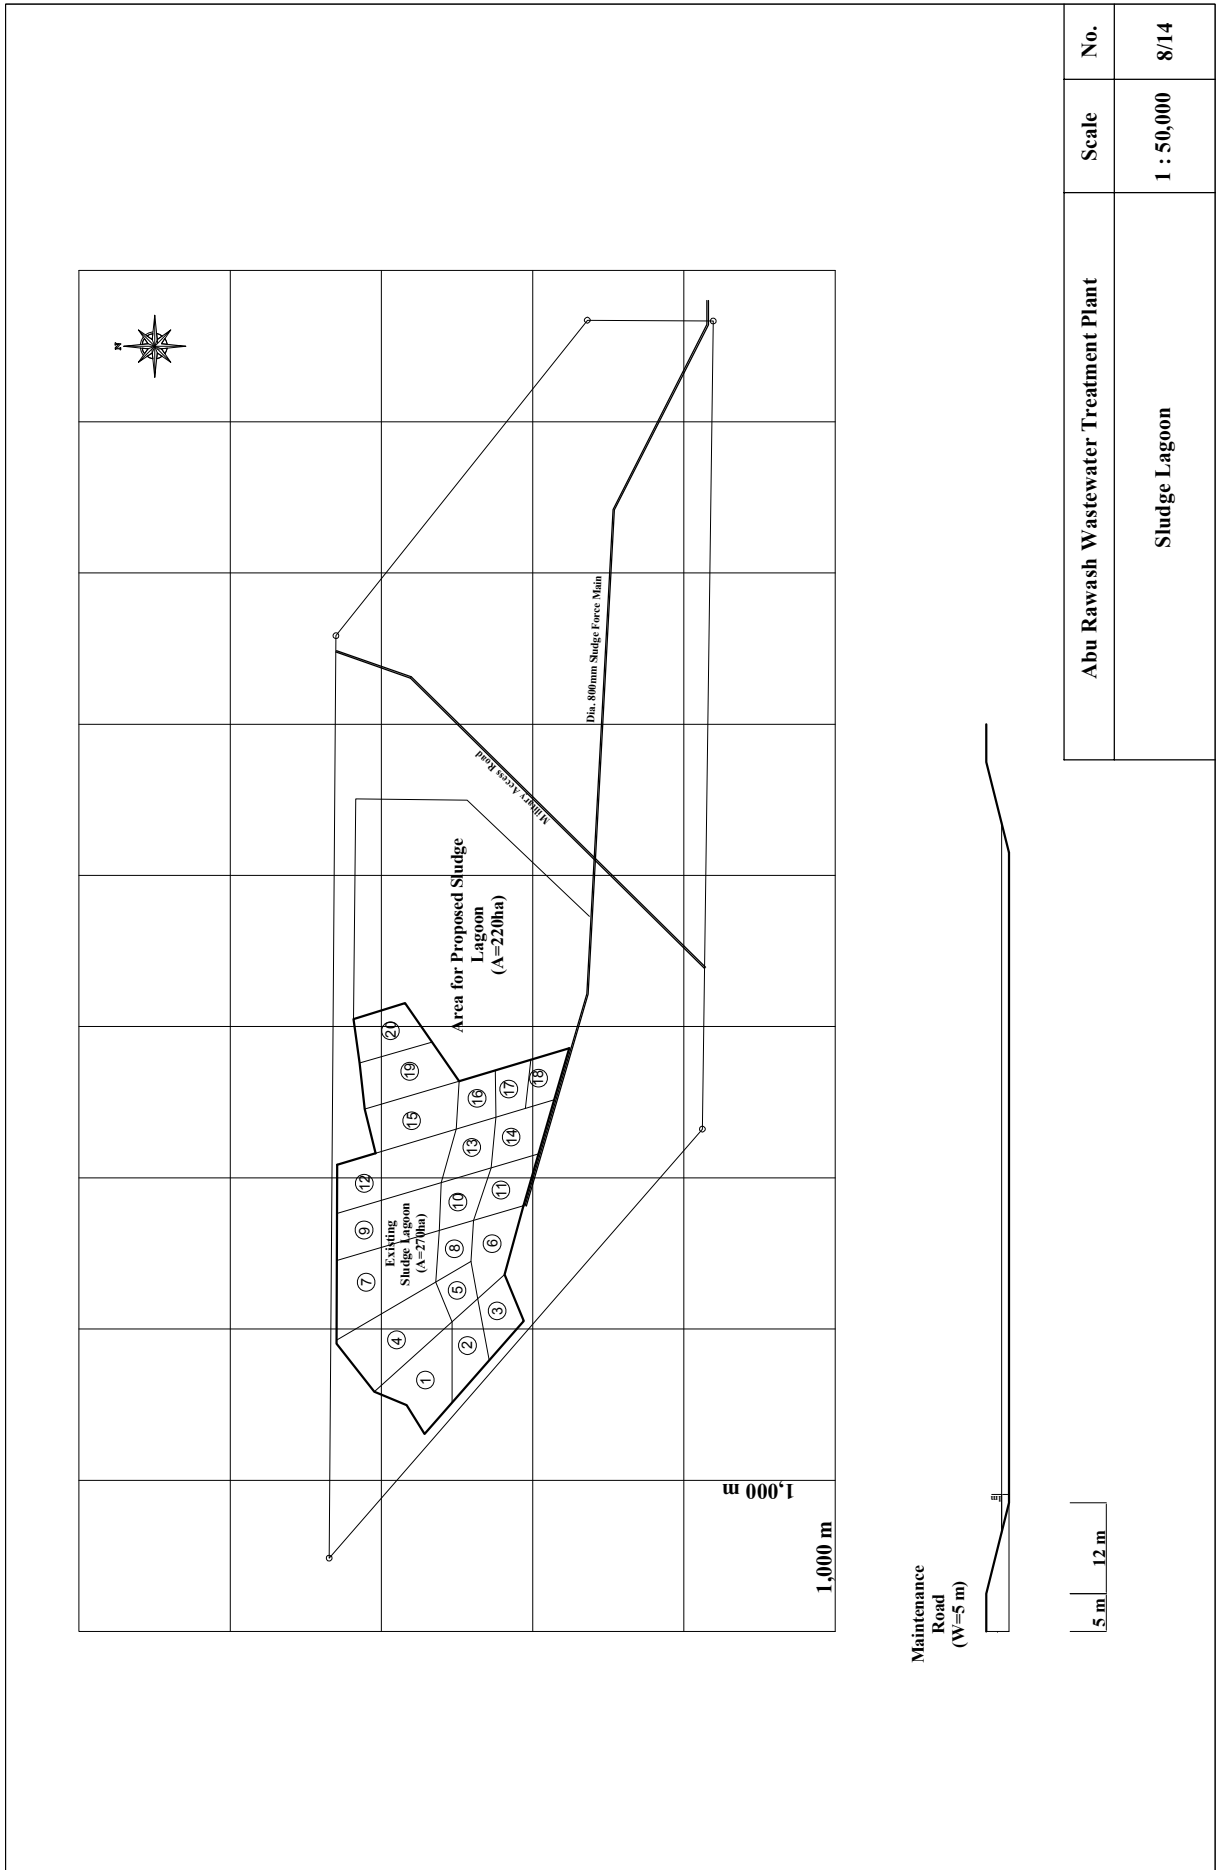 N
Military Access Road
Dia. 800mm Sludge Force Main
Area for Proposed Sludge
Lagoon
(A=220ha)
Existing
Sludge Lagoon
(A=270ha)
1
2
3
4
5
6
7
8
9
10
11
12
13
14
15
16
17
18
19
20
1,000 m
1,000 m
Maintenance
Road
(W=5 m)
5 m
12 m
Abu Rawash Wastewater Treatment Plant
Scale
No.
Sludge Lagoon
1 : 50,000
8/14